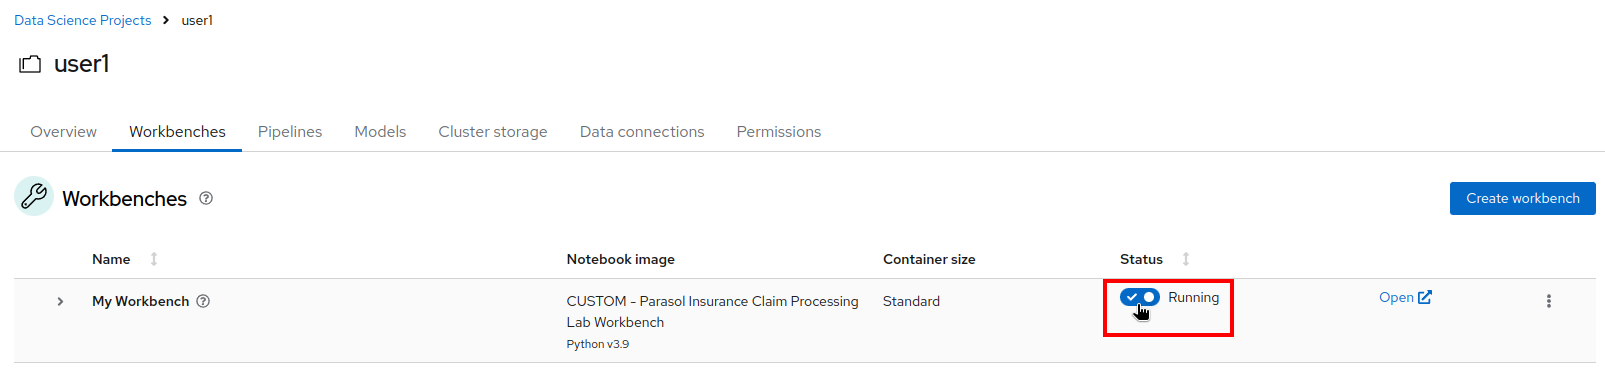 Data Science Projects > user1
user1
Overview Workbenches Pipelines Models Cluster storage Data connections Permissions
Workbenches
Create workbench
Name Notebook image Container size Status
My Workbench CUSTOM - Parasol Insurance Claim Processing Standard Running Open
Lab Workbench
Python v3.9